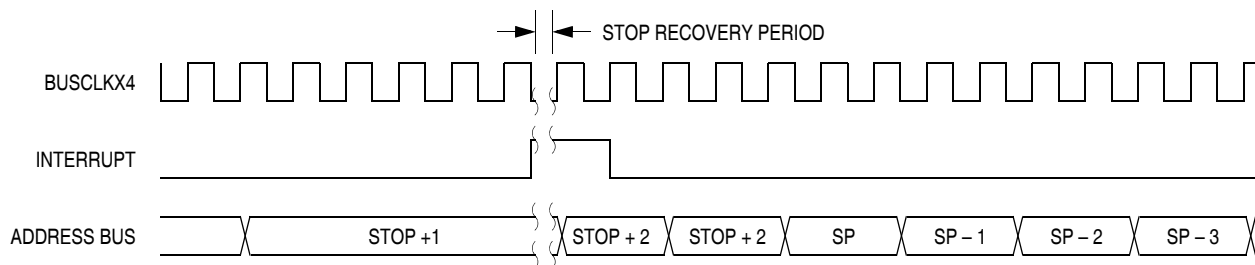 STOP RECOVERY PERIOD
BUSCLKX4
INTERRUPT
ADDRESS BUS STOP +1 STOP + 2 STOP + 2 SP SP – 1 SP – 2 SP – 3